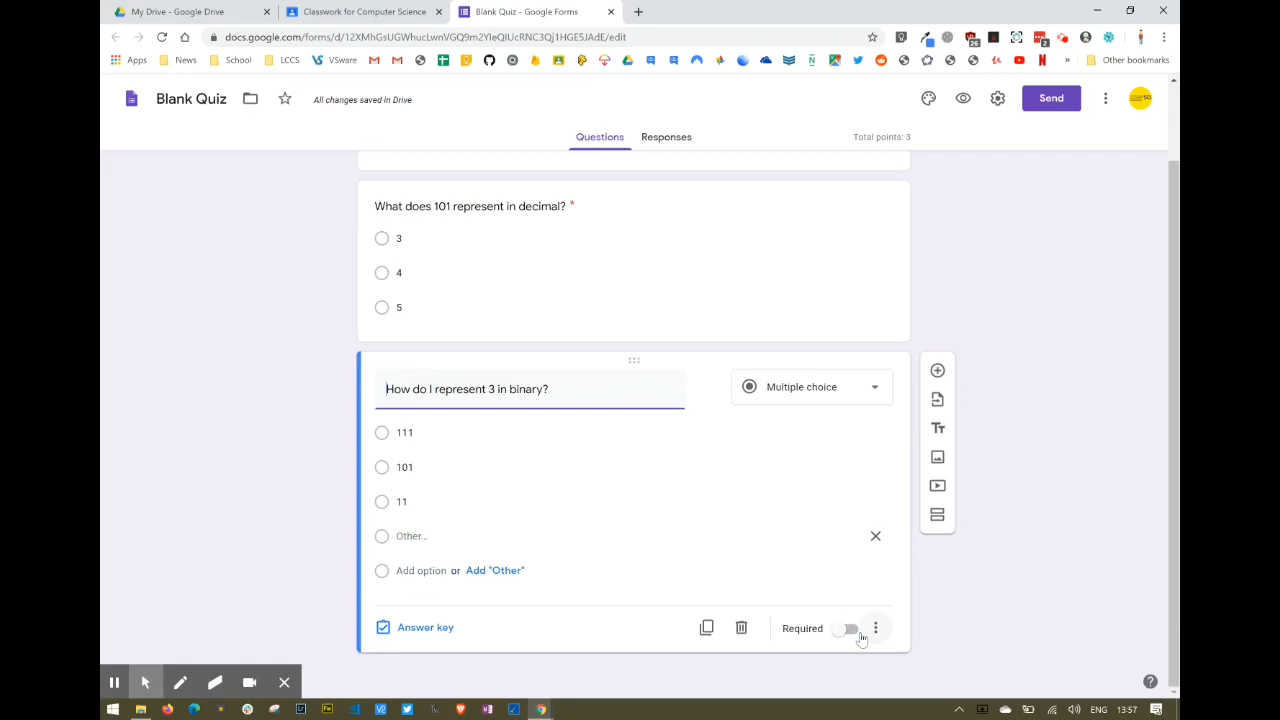 My Drive - Google Drive
Classwork for Computer Science
Blank Quiz - Google Forms
docs.google.com/forms/d/12XMhGsUGWhucLwnVGQ9m2YIeQIUcRNC3Qj1HGE5JAdE/edit
26
2
Apps
News
School
LCCS
VSware
Other bookmarks
Blank Quiz
All changes saved in Drive
Send
Questions
Responses
Total points: 3
What does 101 represent in decimal? *
3
4
5
How do I represent 3 in binary?
Multiple choice
111
101
11
Other...
Add option or Add "Other"
Answer key
Required
ENG
13:57